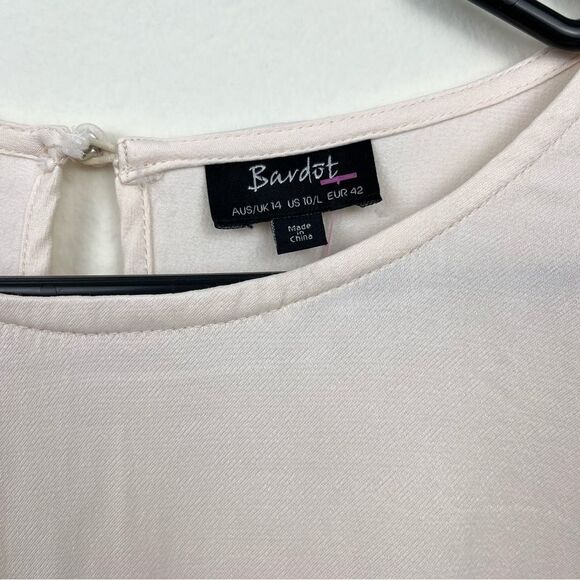 Bardot
AUS/UK 14 US 10/L EUR 42
Made
in
China